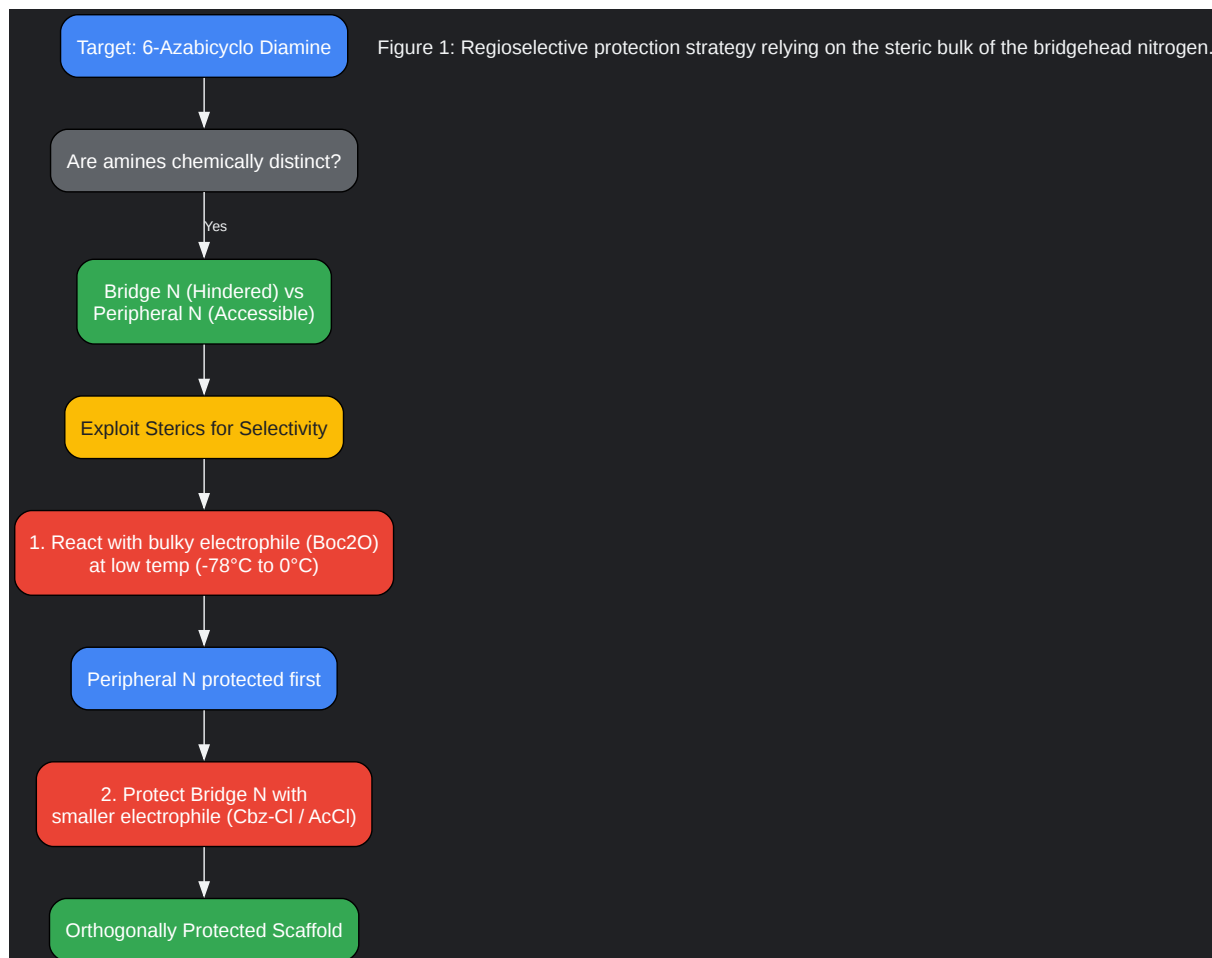 Target: 6-Azabicyclo Diamine
Figure 1: Regioselective protection strategy relying on the steric bulk of the bridgehead nitrogen.
Are amines chemically distinct?
Yes
Bridge N (Hindered) vs
Peripheral N (Accessible)
Exploit Sterics for Selectivity
1. React with bulky electrophile (Boc2O)
at low temp (-78°C to 0°C)
Peripheral N protected first
2. Protect Bridge N with
smaller electrophile (Cbz-Cl / AcCl)
Orthogonally Protected Scaffold